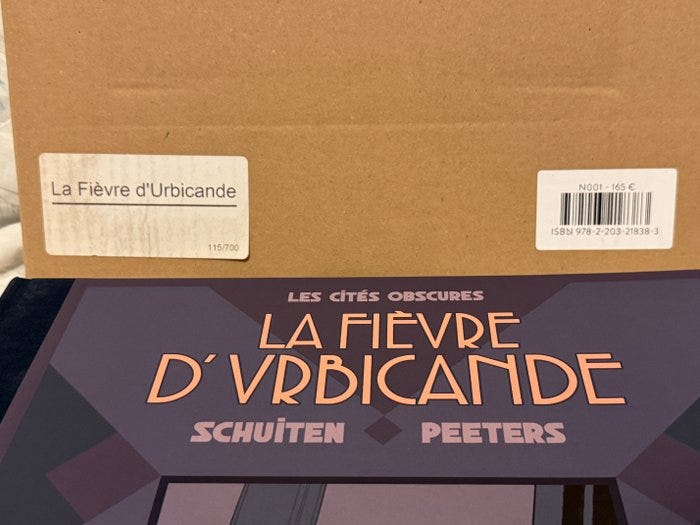 La Fièvre d'Urbicande
115/700
N001 - 165 €
ISBN 978-2-203-21838-3
LES CiTÉS OBSCURES
LA FIÈVRE
D'VRBICANDE
SCHUiTEN PEETERS